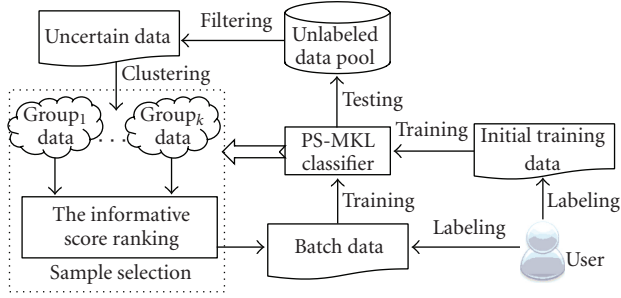 Uncertain data
Filtering
Unlabeled
data pool
Clustering
Testing
Group1
data
. . .
Groupk
data
PS-MKL
classifier
Training
Initial training
data
Training
Labeling
The informative
score ranking
Sample selection
Batch data
Labeling
User